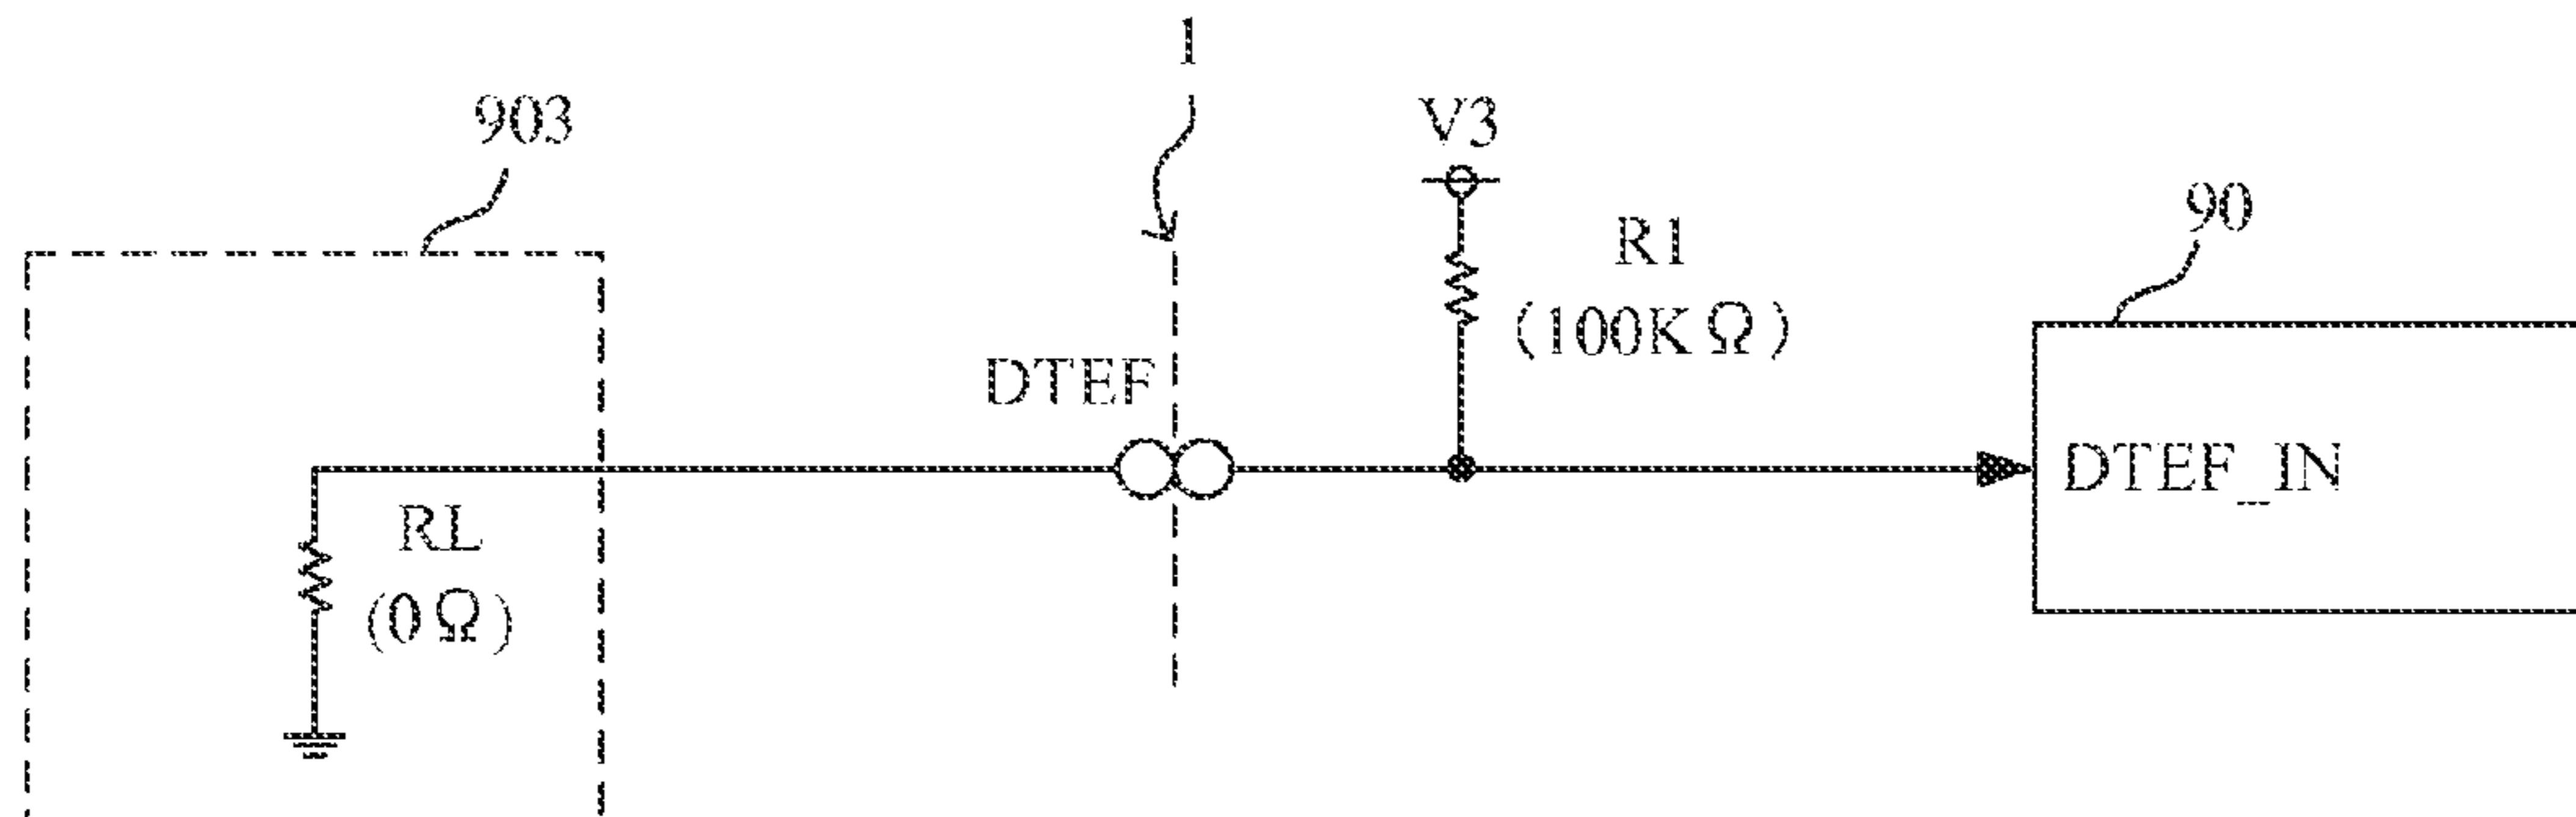 1
903
V3
90
R1
(100KΩ)
DTEF
DTEF_IN
RL
(0Ω)